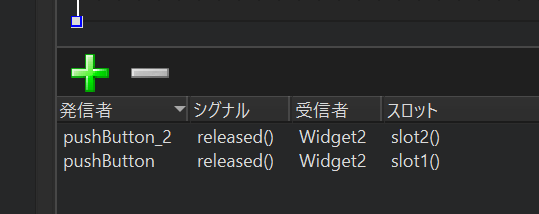 発信者 シグナル 受信者 スロット
pushButton_2 released() Widget2 slot2()
pushButton released() Widget2 slot1()